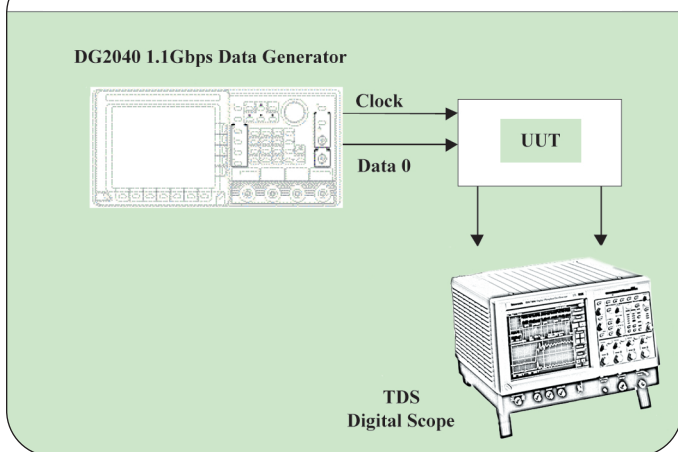 DG2040 1.1Gbps Data Generator
Clock
UUT
Data 0
TDS
Digital Scope